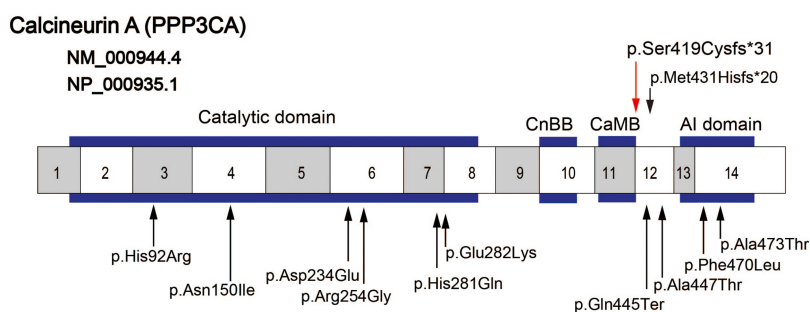 Calcineurin A (PPP3CA)
NM_000944.4
NP_000935.1
p.Ser419Cysfs*31
p.Met431Hisfs*20
Catalytic domain
CnBB
CaMB
AI domain
1 2 3 4 5 6 7 8 9 10 11 12 13 14
p.His92Arg
p.Asn150Ile
p.Asp234Glu
p.Arg254Gly
p.His281Gln
p.Glu282Lys
p.Gln445Ter
p.Ala447Thr
p.Phe470Leu
p.Ala473Thr